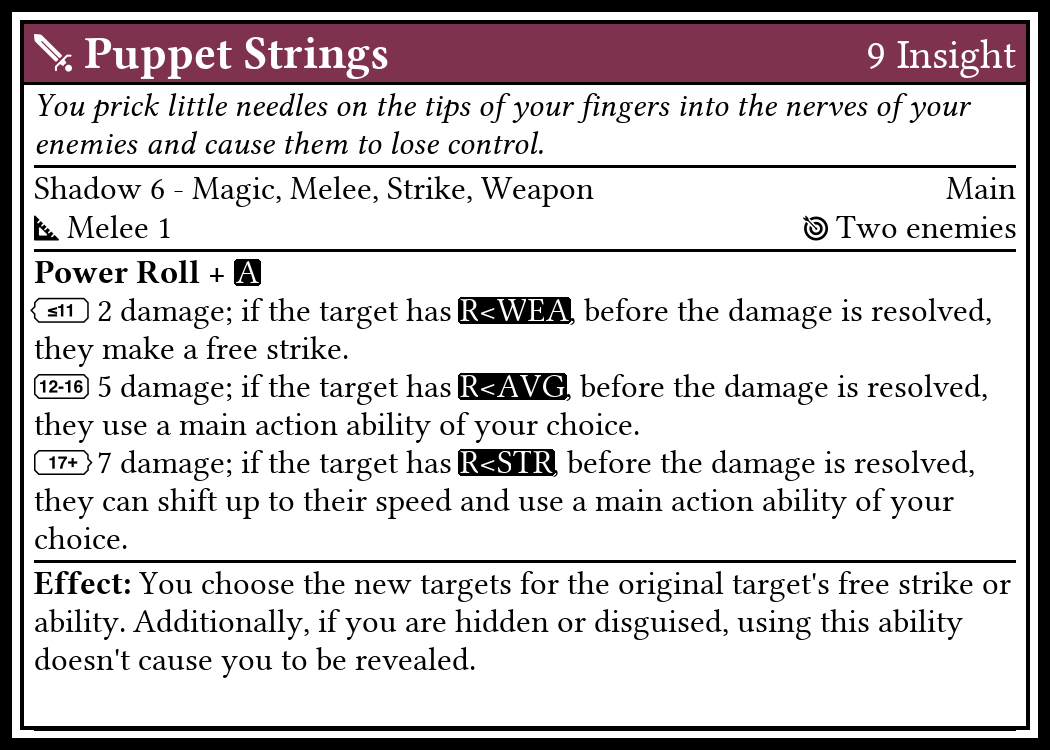 Puppet Strings 9 Insight
You prick little needles on the tips of your fingers into the nerves of your
enemies and cause them to lose control.
Shadow 6 - Magic, Melee, Strike, Weapon Main
Melee 1 Two enemies
Power Roll + A
≤11 2 damage; if the target has R<WEA, before the damage is resolved,
they make a free strike.
12-16 5 damage; if the target has R<AVG, before the damage is resolved,
they use a main action ability of your choice.
17+ 7 damage; if the target has R<STR, before the damage is resolved,
they can shift up to their speed and use a main action ability of your
choice.
Effect: You choose the new targets for the original target's free strike or
ability. Additionally, if you are hidden or disguised, using this ability
doesn't cause you to be revealed.